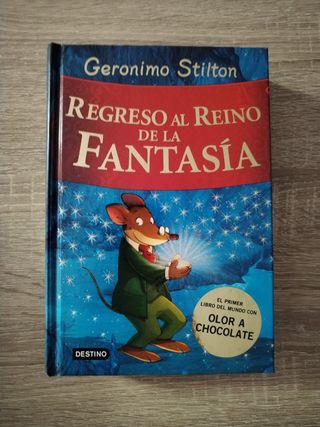 Geronimo Stilton
REGRESO AL REINO
DE LA
FANTASÍA
EL PRIMER
LIBRO DEL MUNDO CON
OLOR A
CHOCOLATE
DESTINO